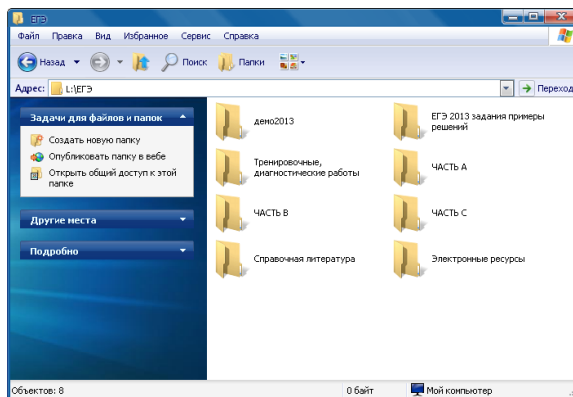 ЕГЭ
Файл Правка Вид Избранное Сервис Справка
Назад Поиск Папки
Адрес: L:\ЕГЭ Переход
Задачи для файлов и папок
Создать новую папку
Опубликовать папку в вебе
Открыть общий доступ к этой
папке
Другие места
Подробно
демо2013
ЕГЭ 2013 задания примеры
решений
Тренировочные,
диагностические работы
ЧАСТЬ А
ЧАСТЬ В
ЧАСТЬ С
Справочная литература
Электронные ресурсы
Объектов: 8 0 байт Мой компьютер